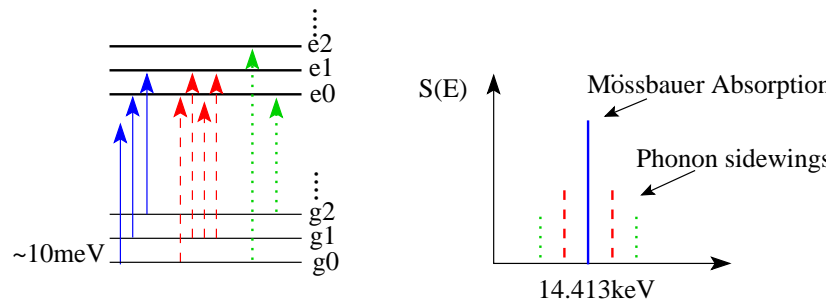 e2
e1
e0
g2
g1
~10meV
g0
S(E)
Mössbauer Absorption
Phonon sidewings
14.413keV